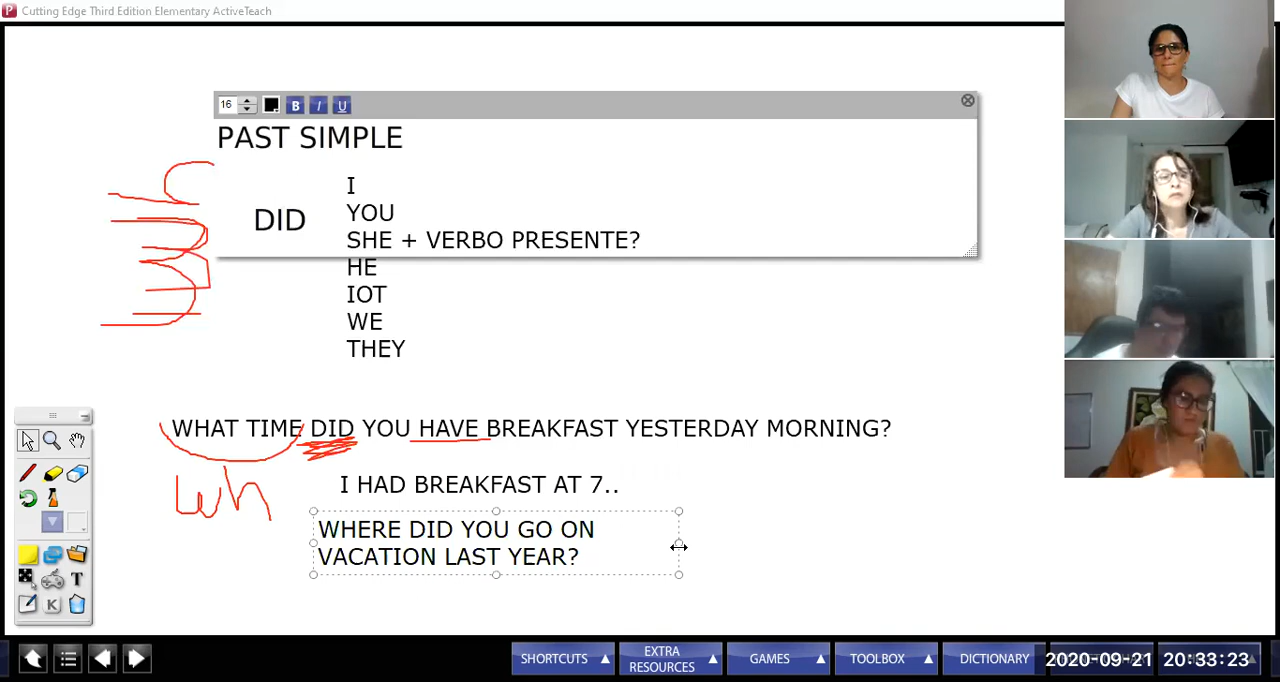 Cutting Edge Third Edition Elementary ActiveTeach
16 B I U
PAST SIMPLE
I
DID YOU
SHE + VERBO PRESENTE?
HE
IOT
WE
THEY
WHAT TIME DID YOU HAVE BREAKFAST YESTERDAY MORNING?
wh
I HAD BREAKFAST AT 7..
WHERE DID YOU GO ON
VACATION LAST YEAR?
T
K
SHORTCUTS
EXTRA
RESOURCES
GAMES
TOOLBOX
DICTIONARY
2020-09-21 20:33:23